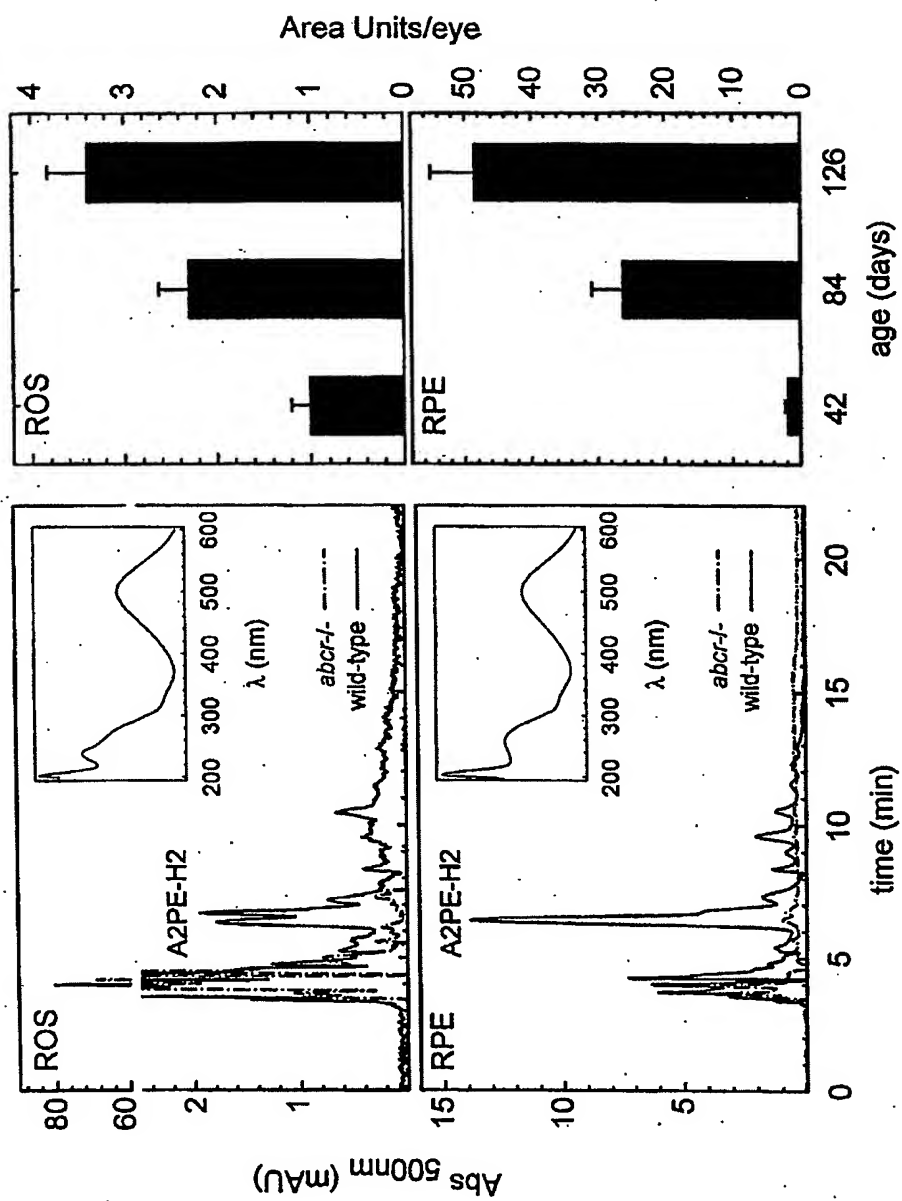 ROS
A2PE-H2
80
60
2
1
200 300 400 500 600
λ (nm)
abcr-/-
wild-type
RPE
A2PE-H2
15
10
5
200 300 400 500 600
λ (nm)
abcr-/-
wild-type
0 5 10 15 20
time (min)
Abs 500nm (mAU)
ROS
4
3
2
1
0
RPE
40
30
20
10
0
42 84 126
age (days)
Area Units/eye